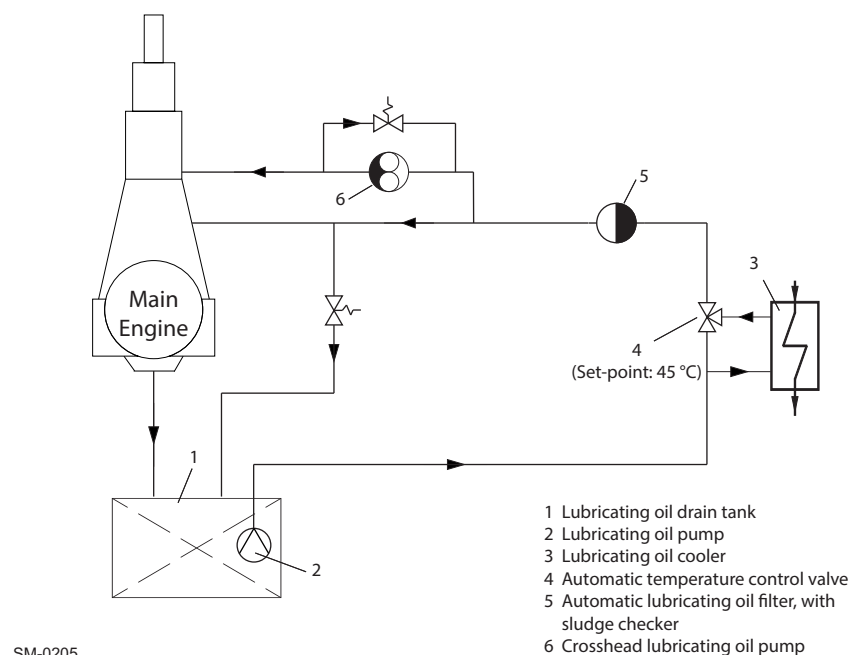 6
5
3
Main
Engine
4
(Set-point: 45 °C)
1
2
1 Lubricating oil drain tank
2 Lubricating oil pump
3 Lubricating oil cooler
4 Automatic temperature control valve
5 Automatic lubricating oil filter, with
sludge checker
6 Crosshead lubricating oil pump
SM-0205